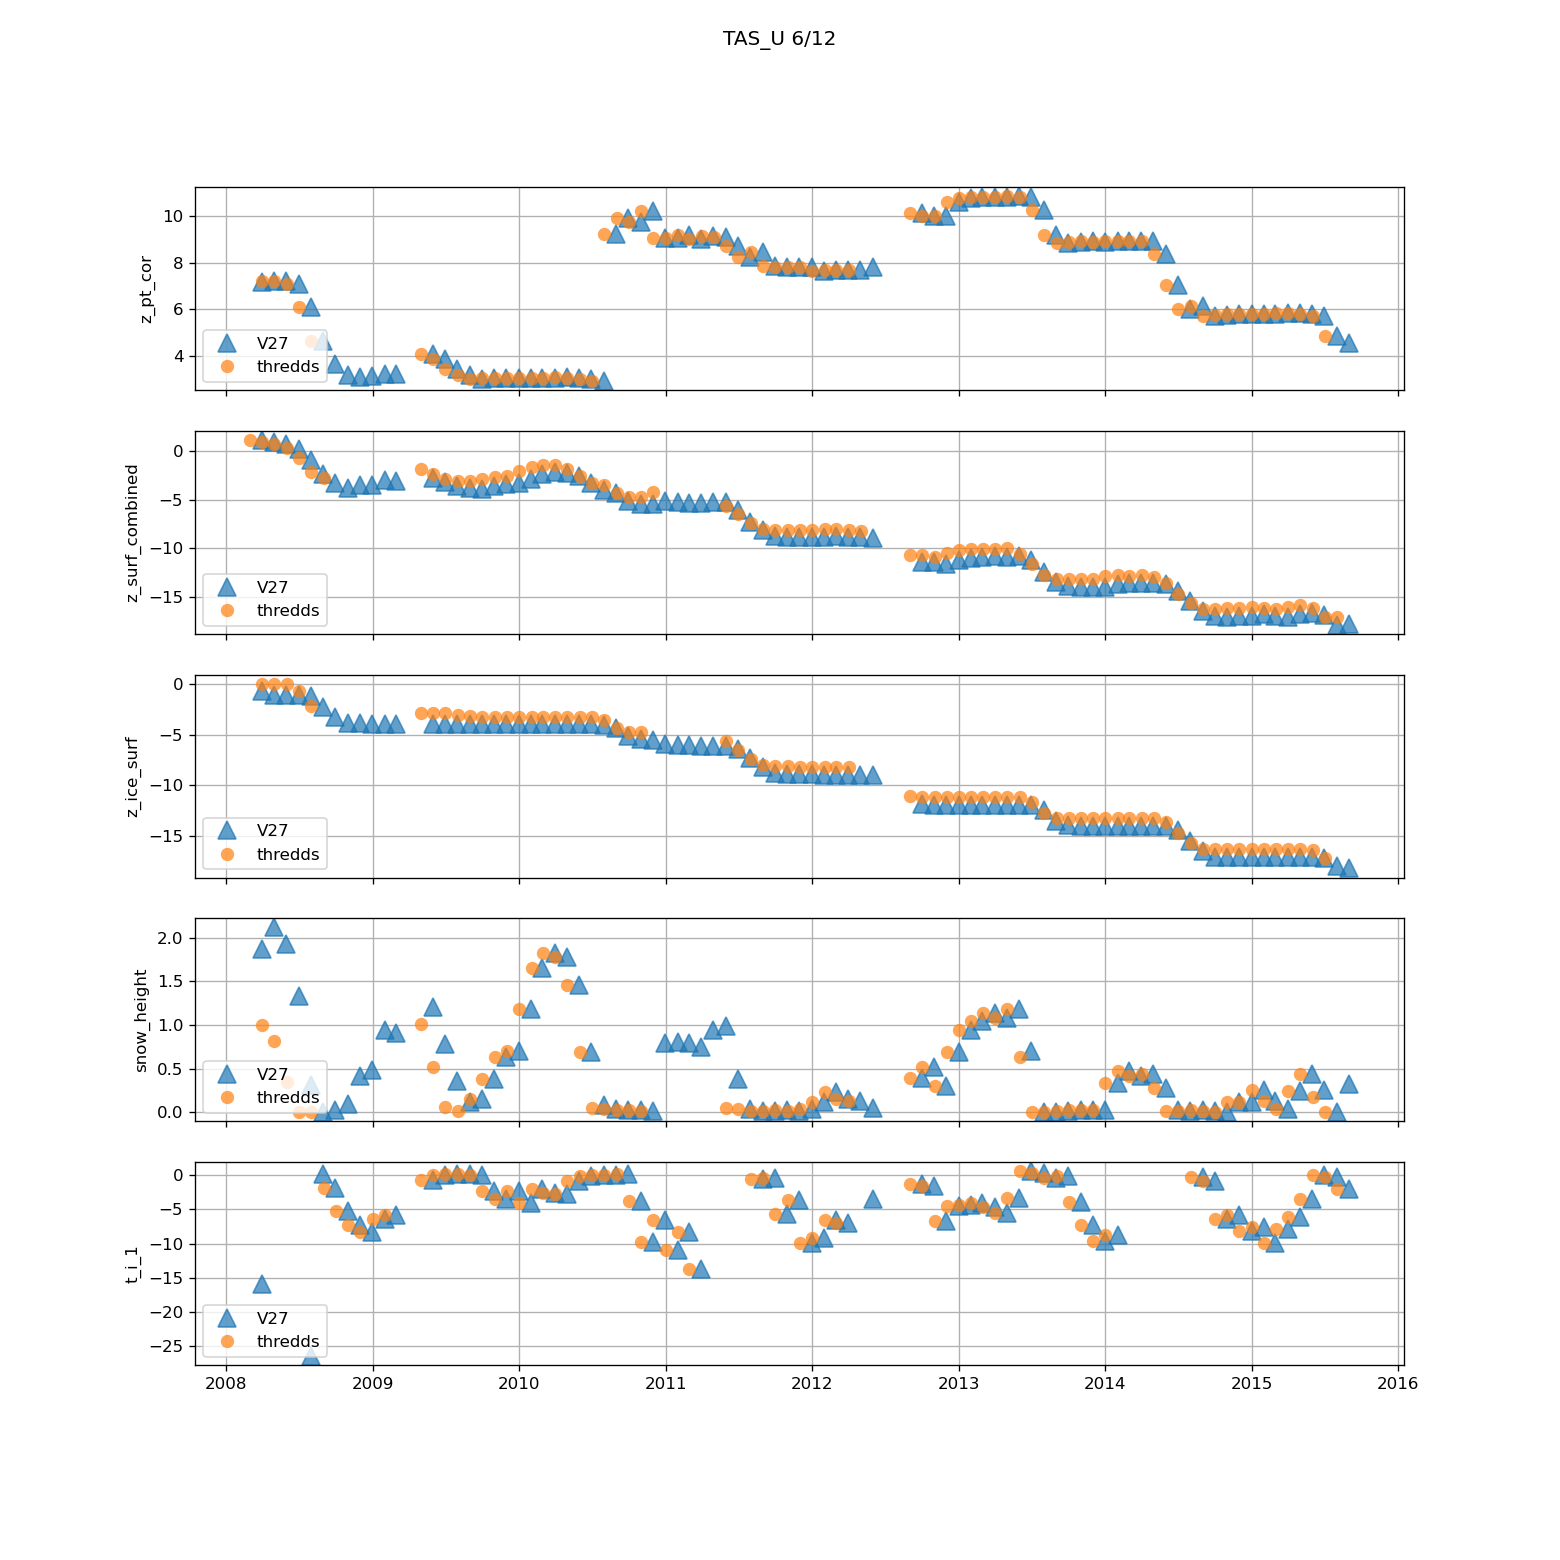 TAS_U 6/12
z_pt_cor
10
8
6
4
V27
thredds
z_surf_combined
0
−5
−10
−15
V27
thredds
z_ice_surf
0
−5
−10
−15
V27
thredds
snow_height
2.0
1.5
1.0
0.5
0.0
V27
thredds
t_i_1
0
−5
−10
−15
−20
−25
V27
thredds
2008 2009 2010 2011 2012 2013 2014 2015 2016